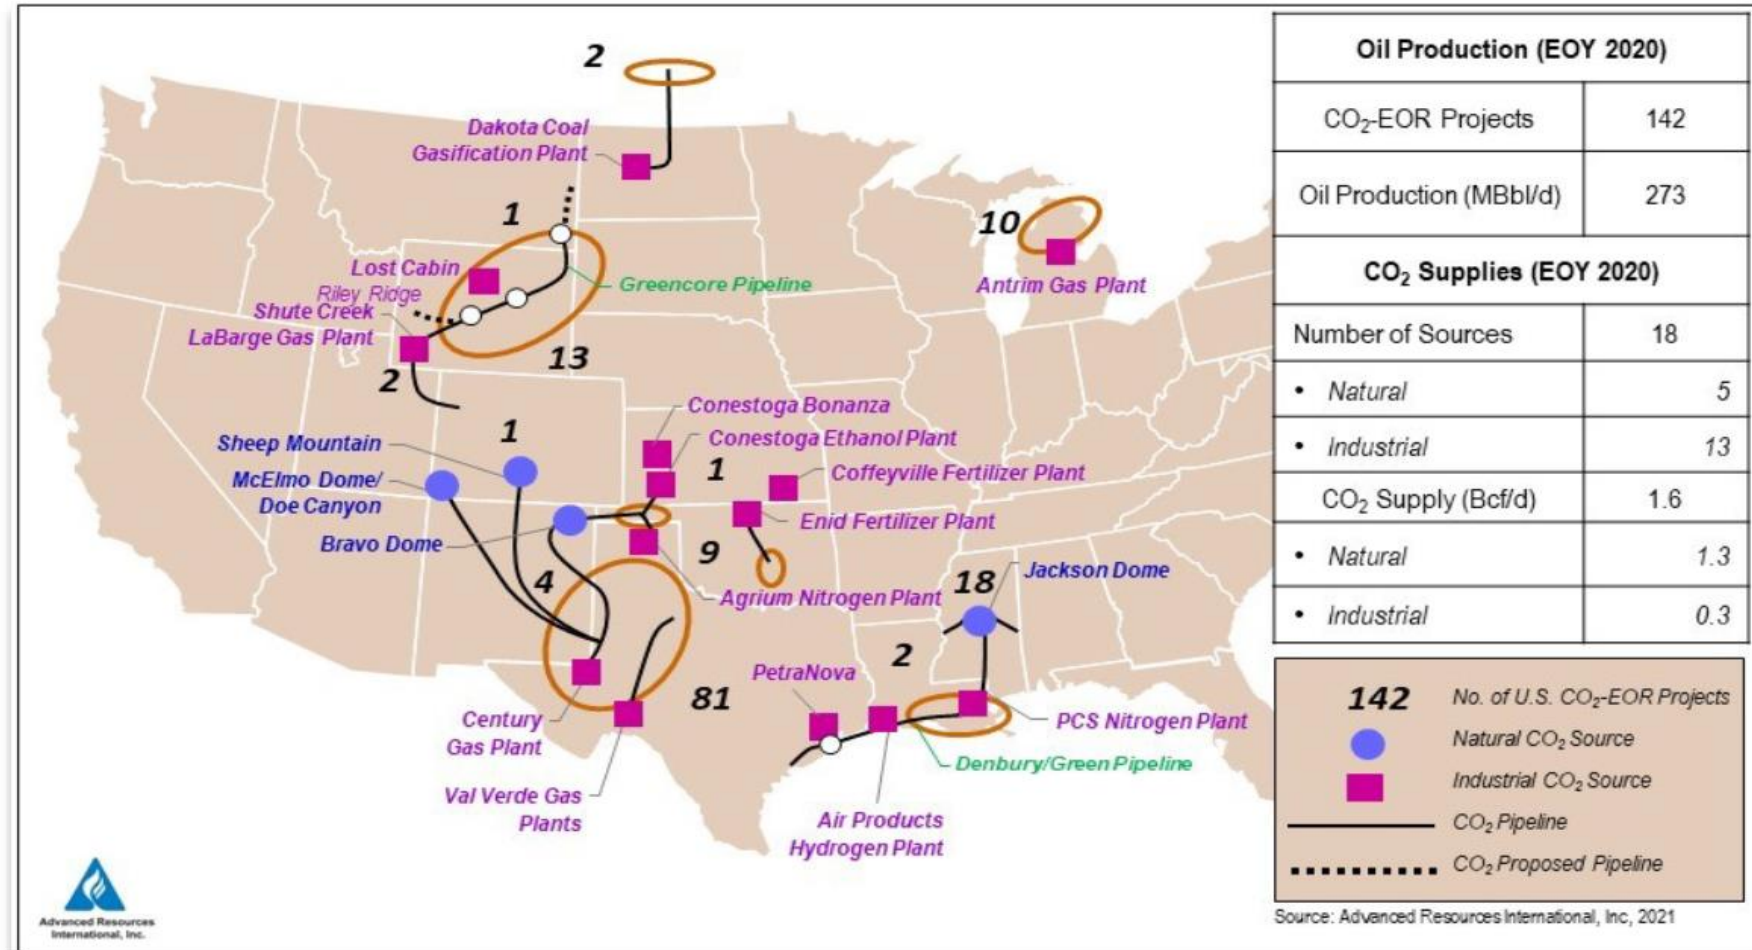 2
Dakota Coal
Gasification Plant
1
10
Antrim Gas Plant
Lost Cabin
Riley Ridge
Shute Creek
LaBarge Gas Plant
Greencore Pipeline
13
2
Conestoga Bonanza
Sheep Mountain
1
Conestoga Ethanol Plant
McElmo Dome/
Doe Canyon
1
Coffeyville Fertilizer Plant
Enid Fertilizer Plant
Bravo Dome
9
4
Agrium Nitrogen Plant
18
Jackson Dome
2
PetraNova
81
Century
Gas Plant
PCS Nitrogen Plant
Denbury/Green Pipeline
Val Verde Gas
Plants
Air Products
Hydrogen Plant
Advanced Resources
International, Inc.
Oil Production (EOY 2020)
CO₂-EOR Projects 142
Oil Production (MBbl/d) 273
CO₂ Supplies (EOY 2020)
Number of Sources 18
• Natural 5
• Industrial 13
CO₂ Supply (Bcf/d) 1.6
• Natural 1.3
• Industrial 0.3
142 No. of U.S. CO₂-EOR Projects
Natural CO₂ Source
Industrial CO₂ Source
CO₂ Pipeline
CO₂ Proposed Pipeline
Source: Advanced Resources International, Inc, 2021